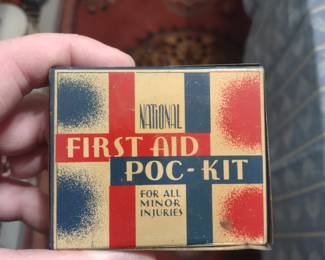 NATIONAL
FIRST AID
POC-KIT
FOR ALL
MINOR
INJURIES